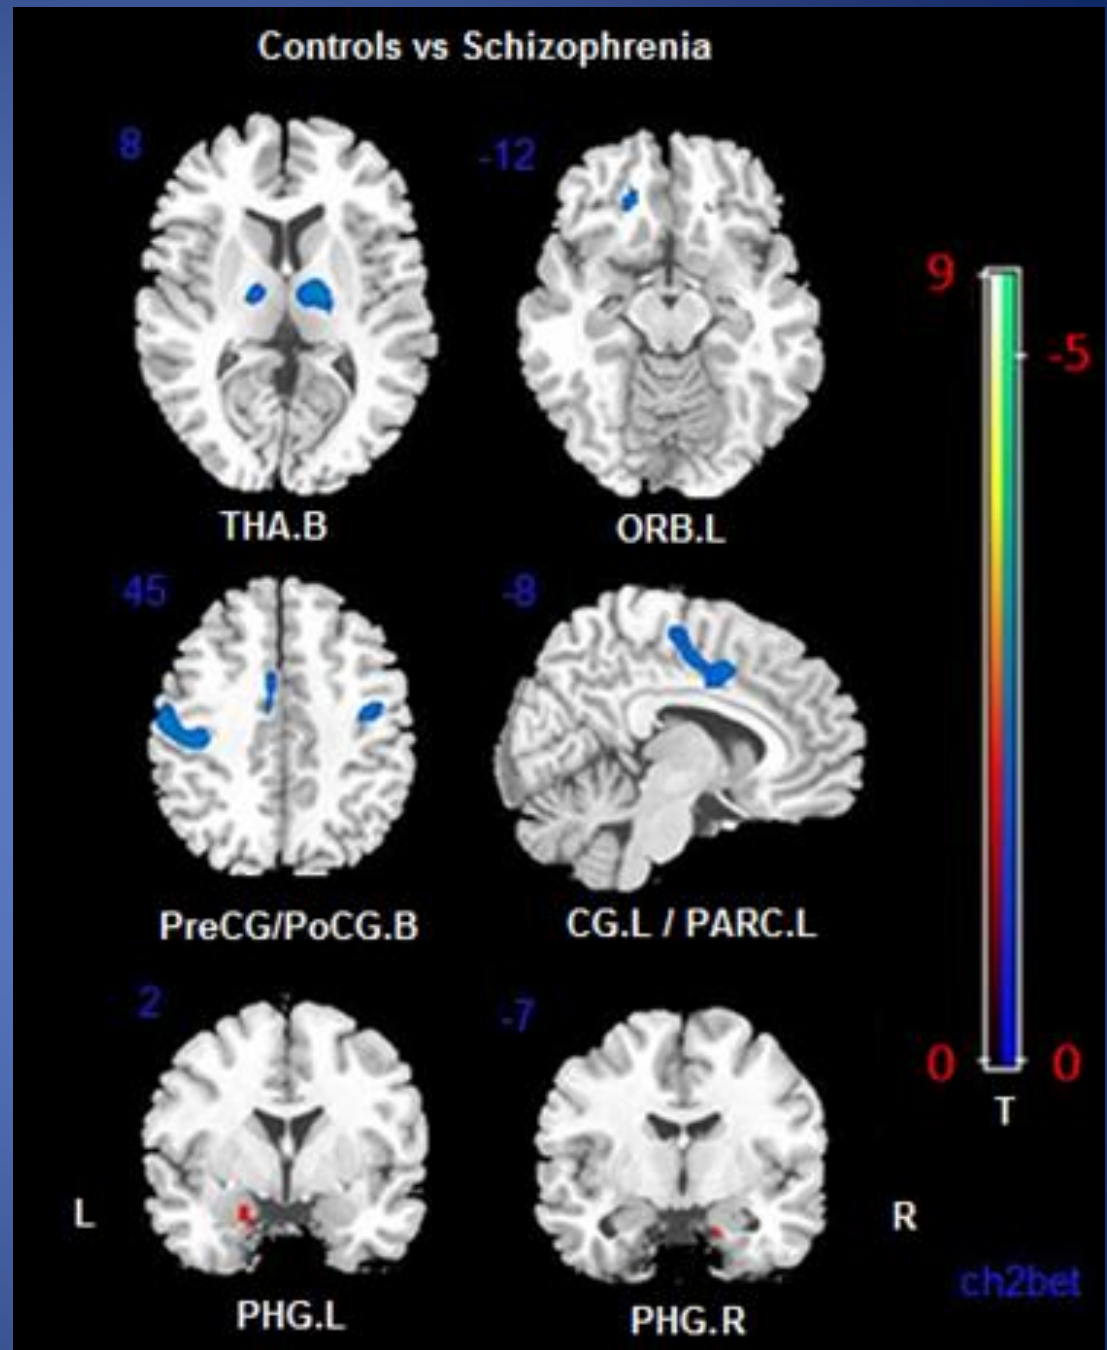 Controls vs Schizophrenia
8
-12
THA.B
ORB.L
9
-5
45
-8
PreCG/PoCG.B
CG.L / PARC.L
0
0
T
2
-7
L
R
PHG.L
PHG.R
ch2bet